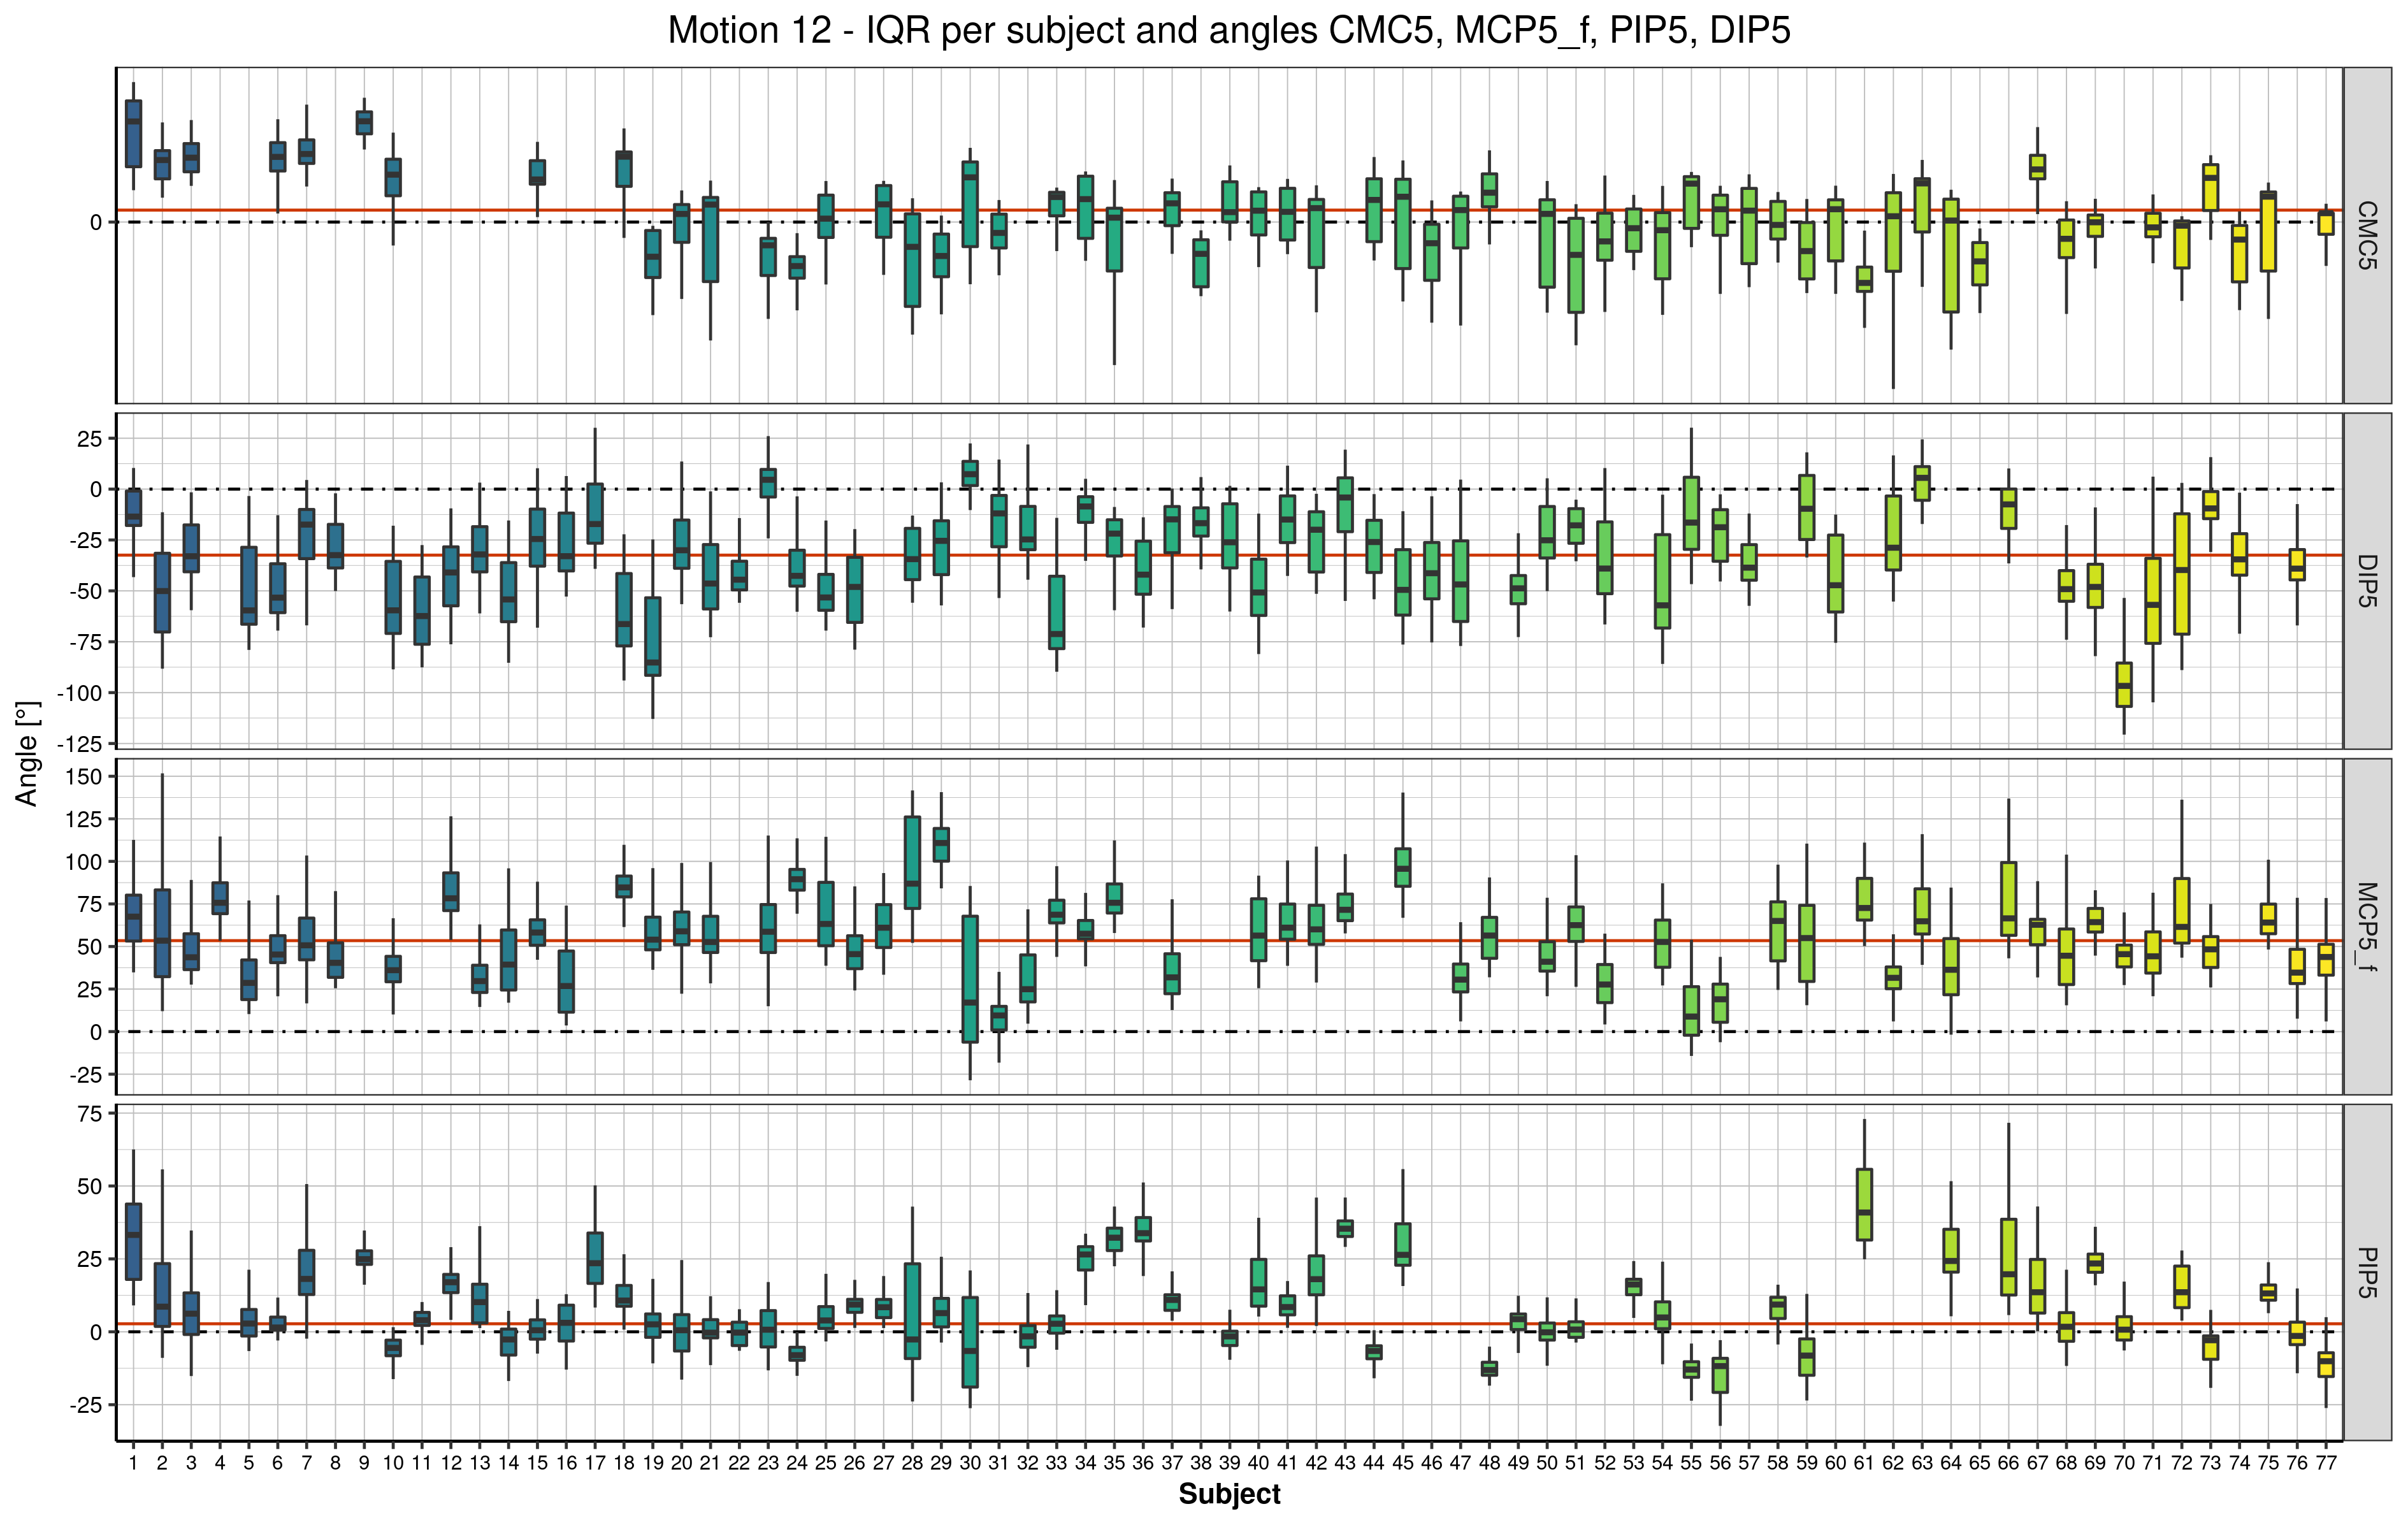 Motion 12 - IQR per subject and angles CMC5, MCP5_f, PIP5, DIP5
Angle [°]
0
CMC5
25
0
-25
-50
-75
-100
-125
DIP5
150
125
100
75
50
25
0
-25
MCP5_f
75
50
25
0
-25
PIP5
1 2 3 4 5 6 7 8 9 10 11 12 13 14 15 16 17 18 19 20 21 22 23 24 25 26 27 28 29 30 31 32 33 34 35 36 37 38 39 40 41 42 43 44 45 46 47 48 49 50 51 52 53 54 55 56 57 58 59 60 61 62 63 64 65 66 67 68 69 70 71 72 73 74 75 76 77
Subject